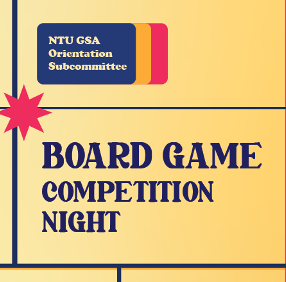 NTU GSA
Orientation
Subcommittee
BOARD GAME
COMPETITION
NIGHT